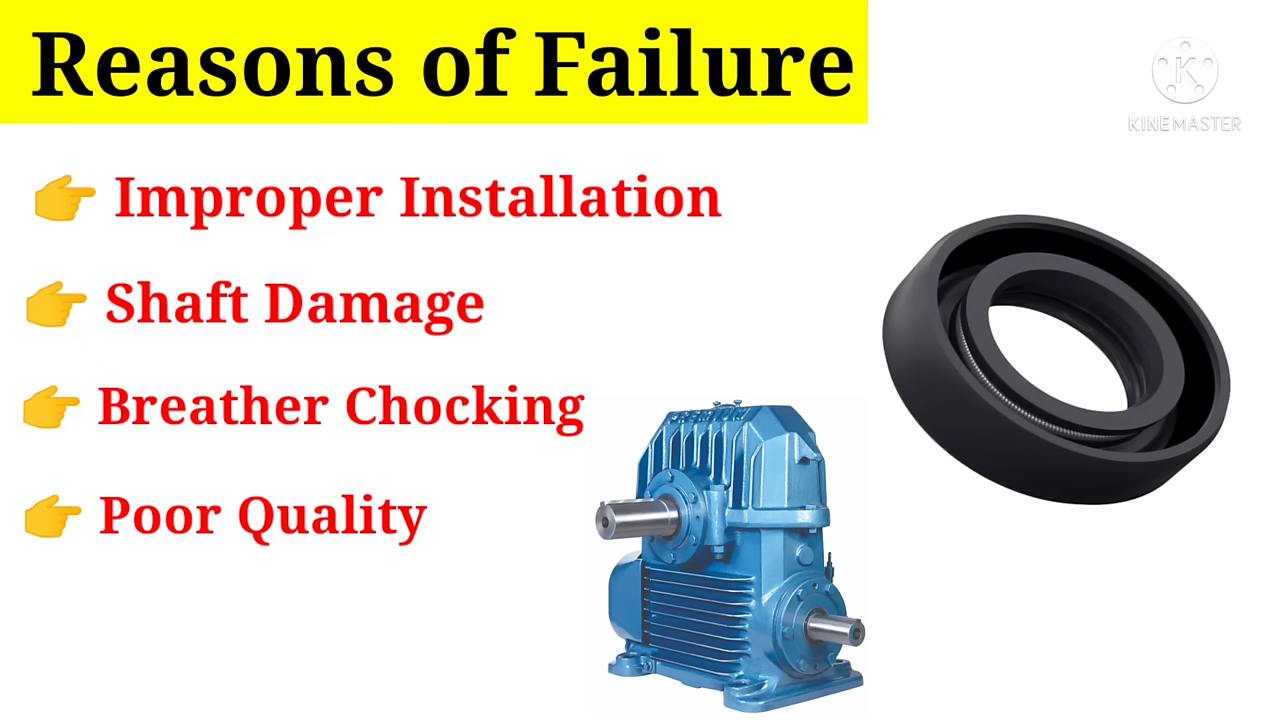 Reasons of Failure
K
KINEMASTER
👉 Improper Installation
👉 Shaft Damage
👉 Breather Chocking
👉 Poor Quality